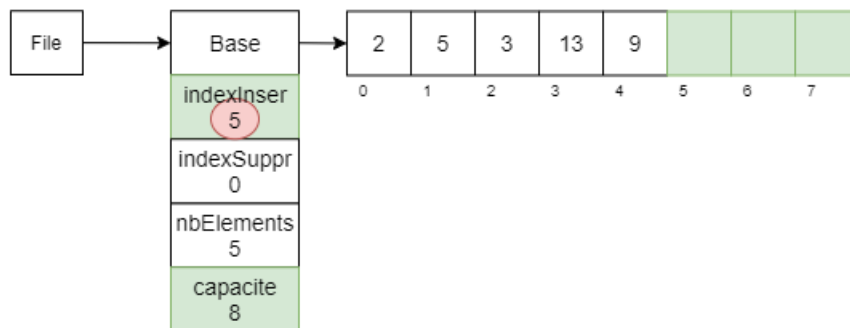 File
Base
2 5 3 13 9
0 1 2 3 4 5 6 7
indexInser
5
indexSuppr
0
nbElements
5
capacite
8